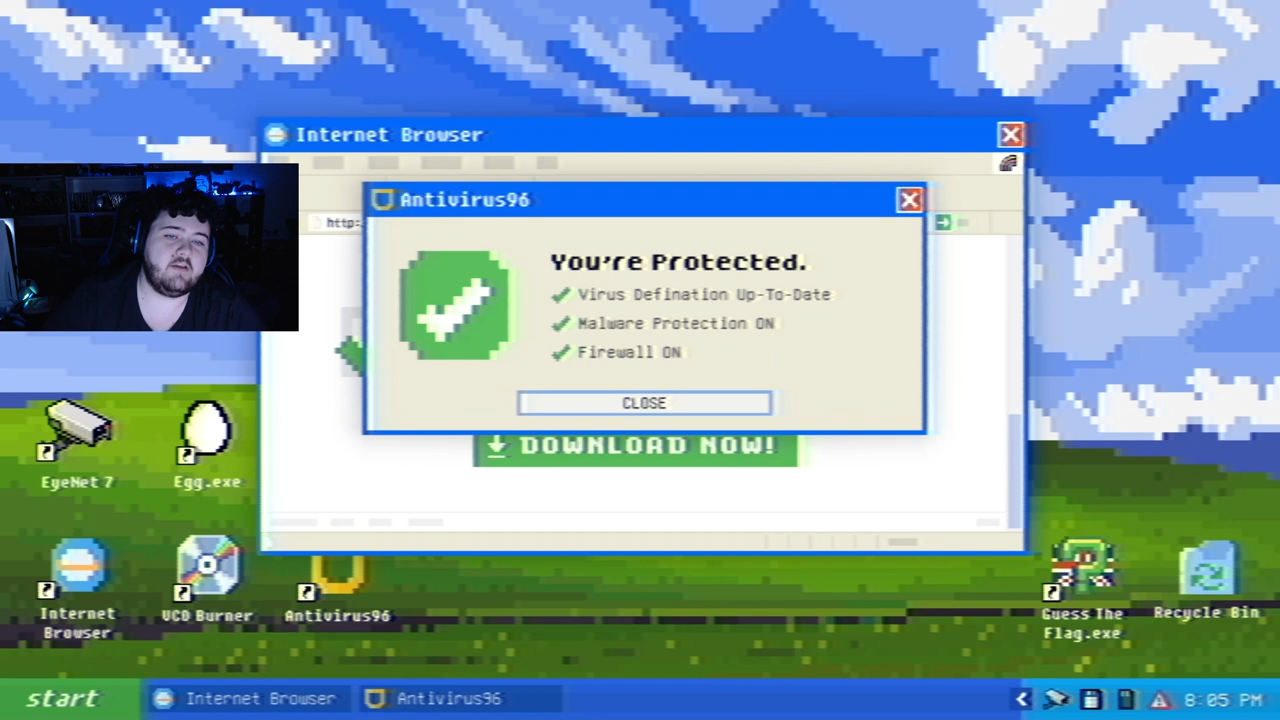 Internet Browser
Antivirus96
http:
You're Protected.
Virus Defination Up-To-Date
Malware Protection ON
Firewall ON
CLOSE
DOWNLOAD NOW!
EyeNet 7
Egg.exe
Internet
Browser
VCD Burner
Antivirus96
Guess The
Flag.exe
Recycle Bin
start
Internet Browser
Antivirus96
8:05 PM